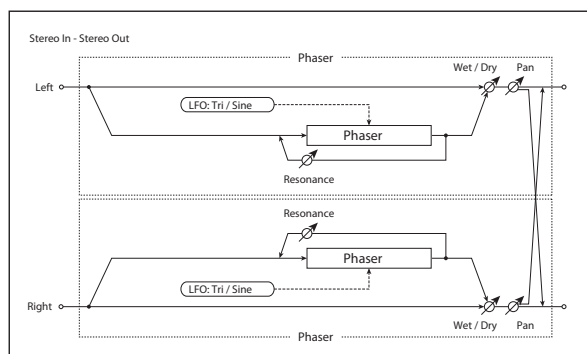 Stereo In - Stereo Out
Phaser
Wet / Dry Pan
Left
LFO: Tri / Sine
Phaser
Resonance
Resonance
Phaser
LFO: Tri / Sine
Right
Wet / Dry Pan
Phaser